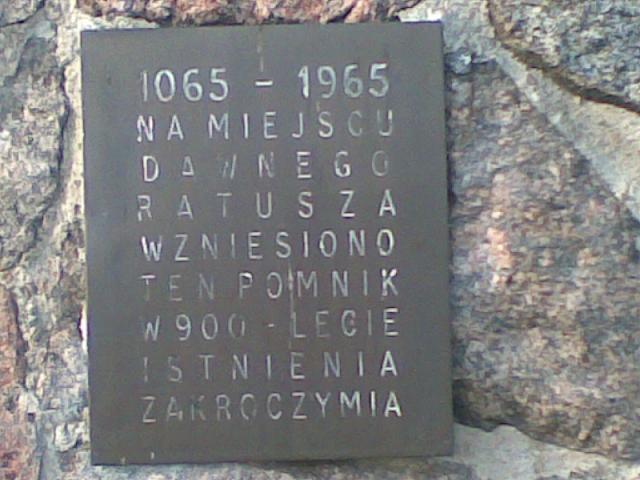 1065 - 1965
NA MIEJSCU
DAWNEGO
RATUSZA
WZNIESIONO
TEN POMNIK
W 900 - LECIE
ISTNIENIA
ZAKROCZYMIA